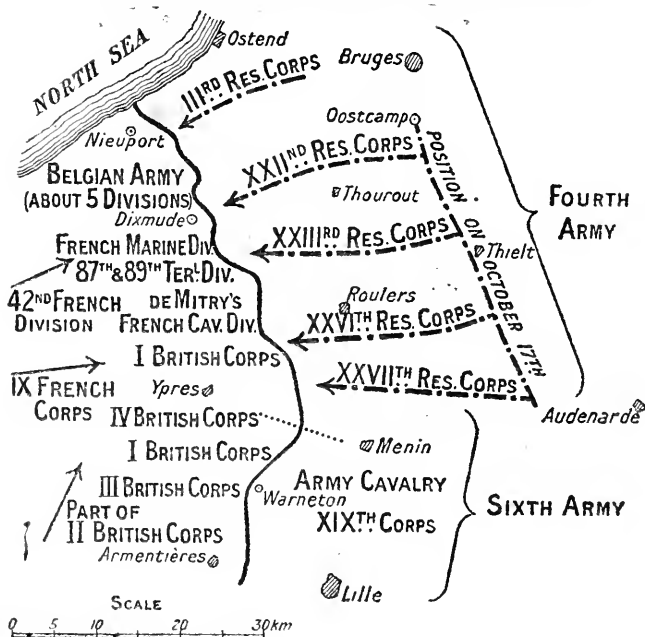 NORTH SEA
Ostend
Bruges
IIIRD RES. CORPS
Nieuport
Oostcamp
XXIIND RES. CORPS
BELGIAN ARMY
(ABOUT 5 DIVISIONS)
Dixmude
Thourout
POSITION ON OCTOBER 17TH
FOURTH
ARMY
FRENCH MARINE DIV.
87TH & 89TH TERL. DIV.
XXIIIRD RES. CORPS
Thielt
42ND FRENCH
DIVISION
DE MITRY'S
FRENCH CAV. DIV.
Roulers
XXVITH RES. CORPS
I BRITISH CORPS
IX FRENCH
CORPS
Ypres
XXVIITH RES. CORPS
IV BRITISH CORPS
Audenarde
I BRITISH CORPS
Menin
III BRITISH CORPS
Warneton
ARMY CAVALRY
XIXTH CORPS
SIXTH ARMY
PART OF
II BRITISH CORPS
Armentières
Lille
SCALE
0 5 10 20 30 km